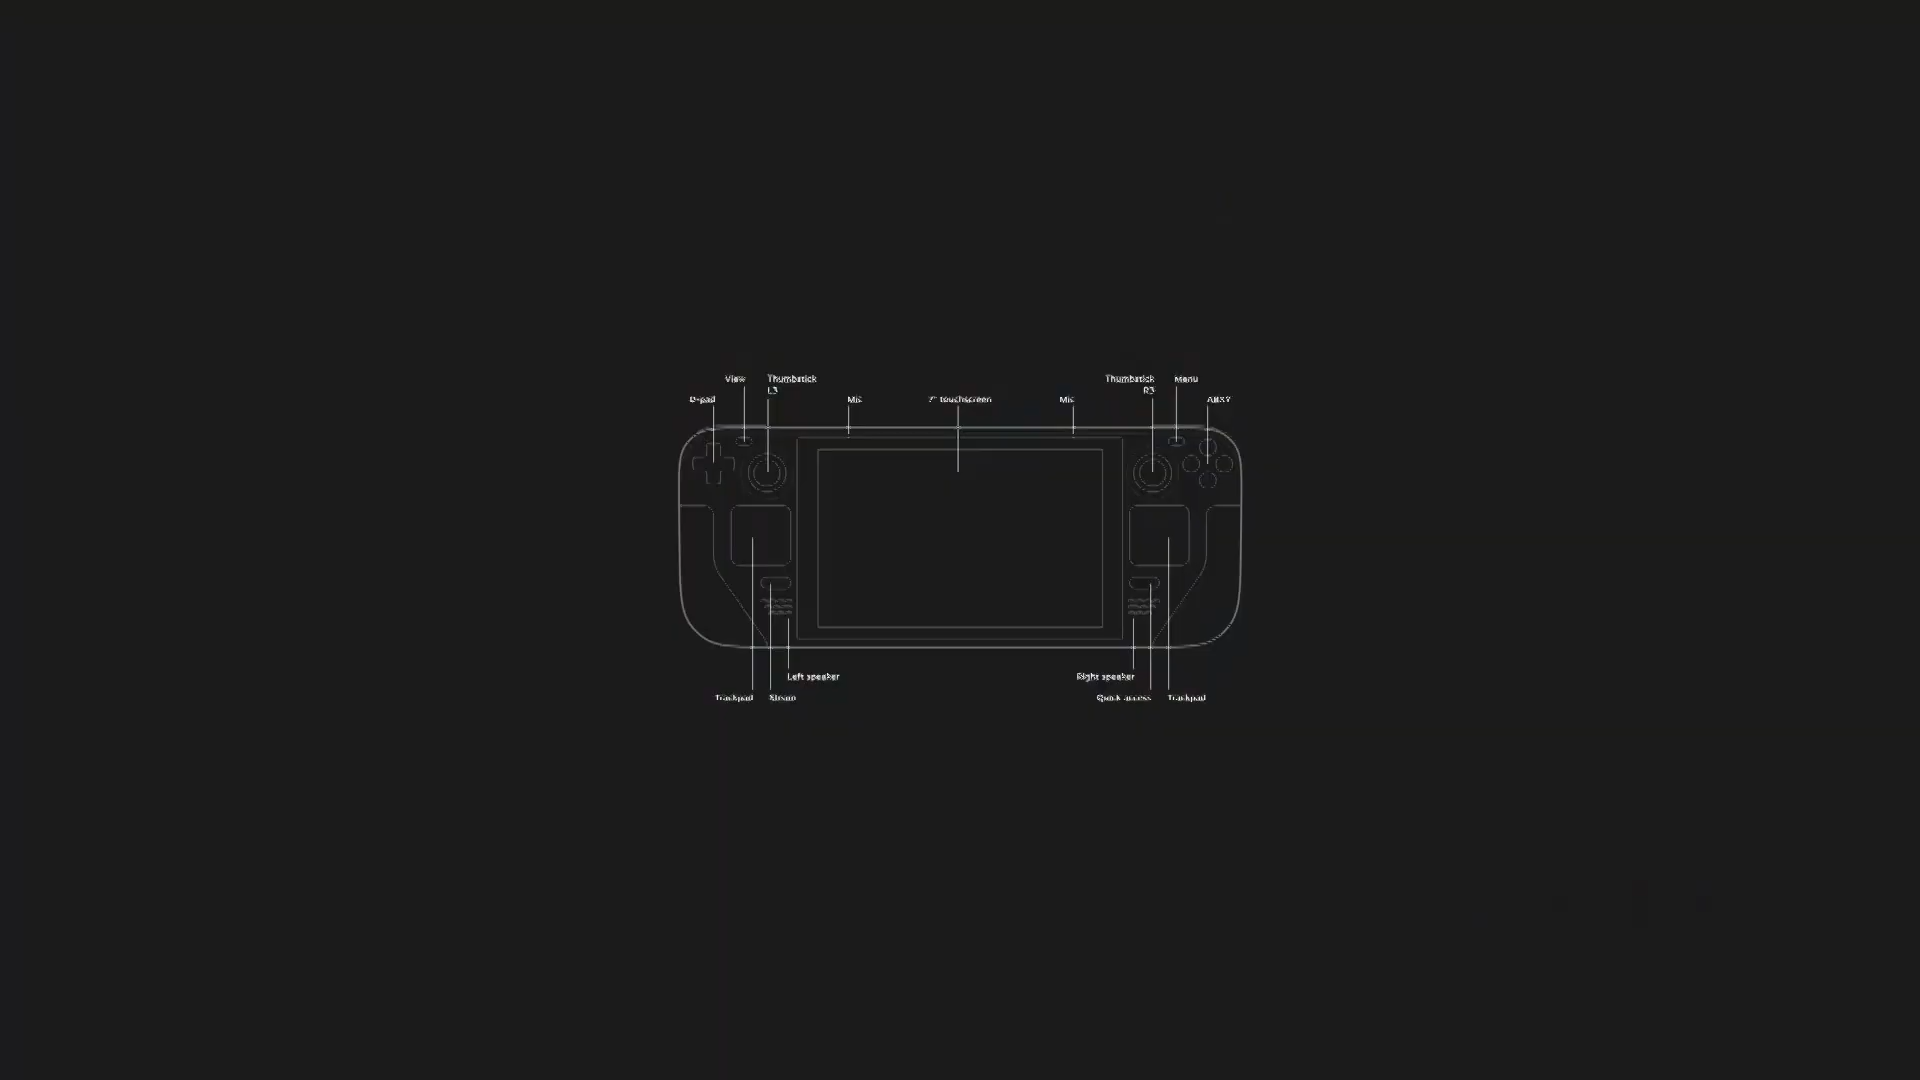 View
Thumbstick
L3
D-pad
Mic
7" touchscreen
Mic
Thumbstick
R3
Menu
ABXY
Left speaker
Trackpad
Steam
Right speaker
Quick access
Trackpad